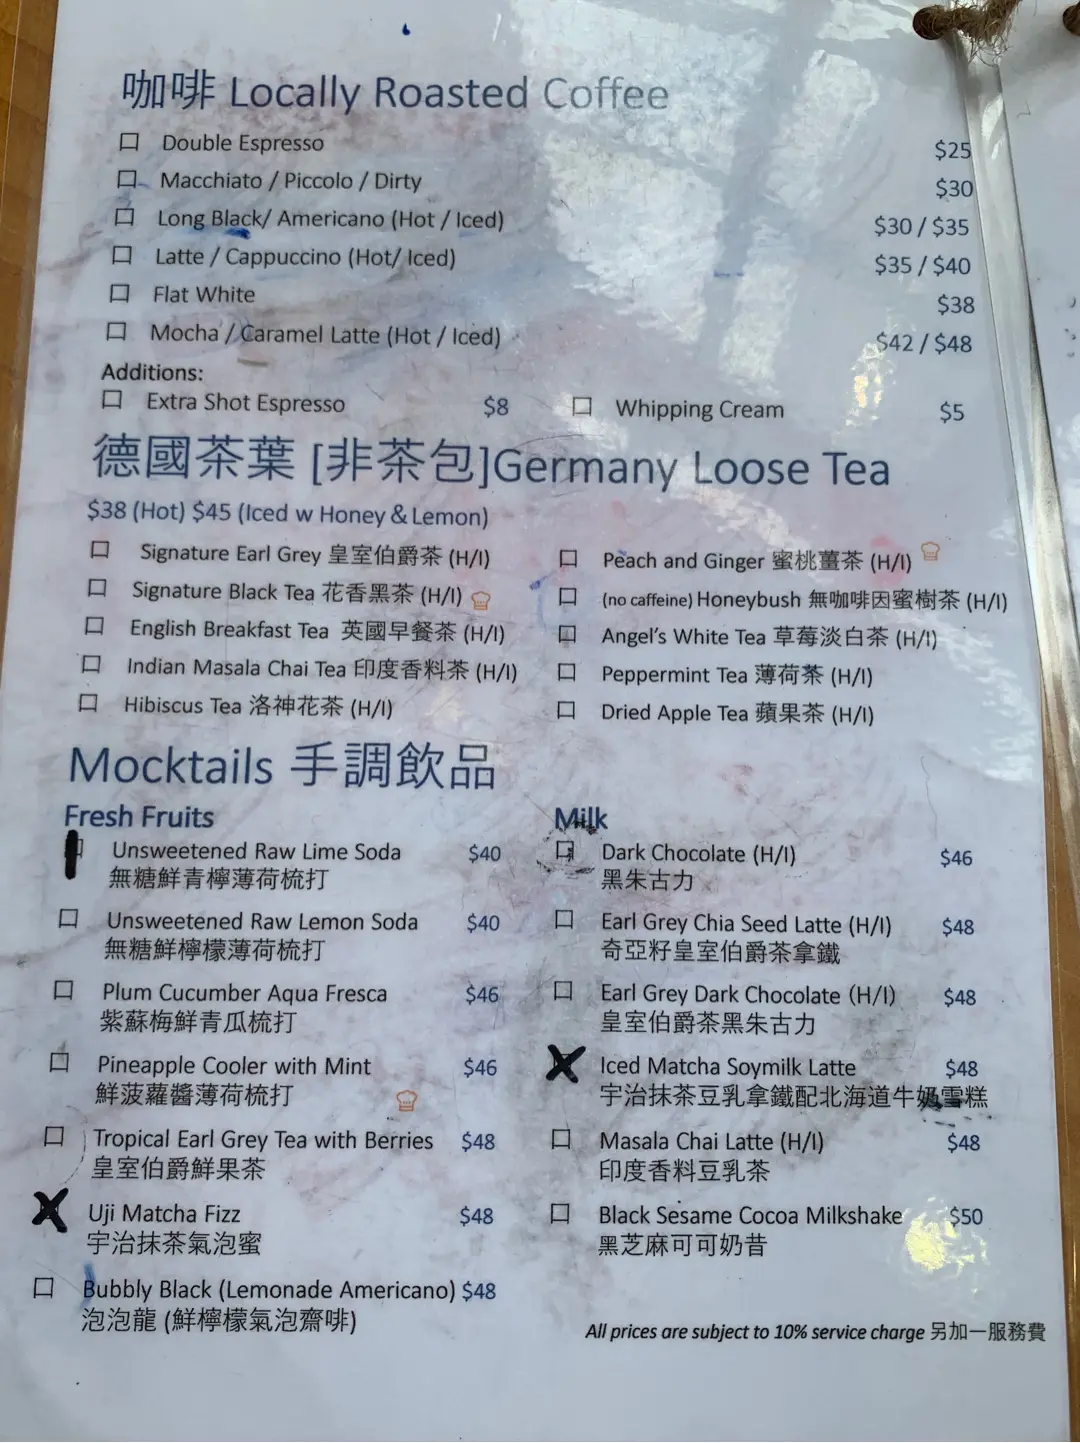 咖啡 Locally Roasted Coffee
Double Espresso $25
Macchiato / Piccolo / Dirty $30
Long Black/ Americano (Hot / Iced) $30 / $35
Latte / Cappuccino (Hot/ Iced) $35 / $40
Flat White $38
Mocha / Caramel Latte (Hot / Iced) $42 / $48
Additions:
Extra Shot Espresso $8 Whipping Cream $5
德國茶葉 [非茶包]Germany Loose Tea
$38 (Hot) $45 (Iced w Honey & Lemon)
Signature Earl Grey 皇室伯爵茶 (H/I)
Signature Black Tea 花香黑茶 (H/I)
English Breakfast Tea 英國早餐茶 (H/I)
Indian Masala Chai Tea 印度香料茶 (H/I)
Hibiscus Tea 洛神花茶 (H/I)
Peach and Ginger 蜜桃薑茶 (H/I)
(no caffeine) Honeybush 無咖啡因蜜樹茶 (H/I)
Angel's White Tea 草莓淡白茶 (H/I)
Peppermint Tea 薄荷茶 (H/I)
Dried Apple Tea 蘋果茶 (H/I)
Mocktails 手調飲品
Fresh Fruits
Unsweetened Raw Lime Soda $40
無糖鮮青檸薄荷梳打
Unsweetened Raw Lemon Soda $40
無糖鮮檸檬薄荷梳打
Plum Cucumber Aqua Fresca $46
紫蘇梅鮮青瓜梳打
Pineapple Cooler with Mint $46
鮮菠蘿醬薄荷梳打
Tropical Earl Grey Tea with Berries $48
皇室伯爵鮮果茶
Uji Matcha Fizz $48
宇治抹茶氣泡蜜
Bubbly Black (Lemonade Americano) $48
泡泡龍 (鮮檸檬氣泡齋啡)
Milk
Dark Chocolate (H/I) $46
黑朱古力
Earl Grey Chia Seed Latte (H/I) $48
奇亞籽皇室伯爵茶拿鐵
Earl Grey Dark Chocolate (H/I) $48
皇室伯爵茶黑朱古力
Iced Matcha Soymilk Latte $48
宇治抹茶豆乳拿鐵配北海道牛奶雪糕
Masala Chai Latte (H/I) $48
印度香料豆乳茶
Black Sesame Cocoa Milkshake $50
黑芝麻可可奶昔
All prices are subject to 10% service charge 另加一服務費